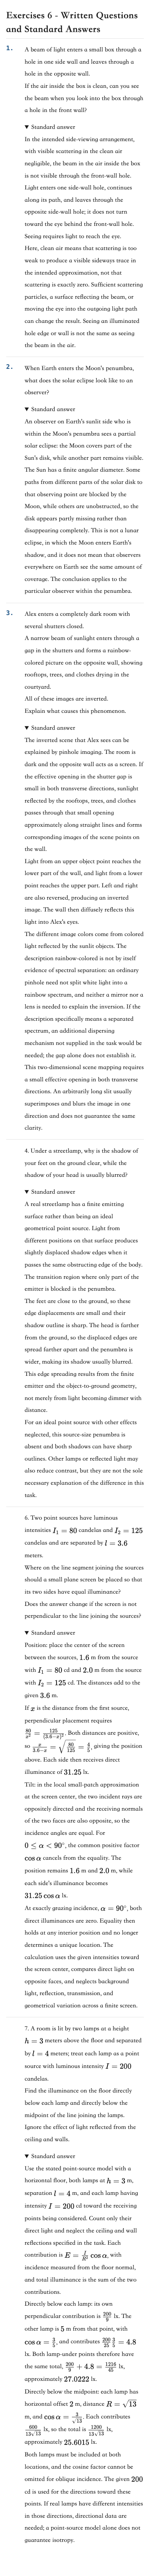 Exercises 6 - Written Questions
and Standard Answers
1. A beam of light enters a small box through a
hole in one side wall and leaves through a
hole in the opposite wall.
If the air inside the box is clean, can you see
the beam when you look into the box through
a hole in the front wall?
▼ Standard answer
In the intended side-viewing arrangement,
with visible scattering in the clean air
negligible, the beam in the air inside the box
is not visible through the front-wall hole.
Light enters one side-wall hole, continues
along its path, and leaves through the
opposite side-wall hole; it does not turn
toward the eye behind the front-wall hole.
Seeing requires light to reach the eye.
Here, clean air means that scattering is too
weak to produce a visible sideways trace in
the intended approximation, not that
scattering is exactly zero. Sufficient scattering
particles, a surface reflecting the beam, or
moving the eye into the outgoing light path
can change the result. Seeing an illuminated
hole edge or wall is not the same as seeing
the beam in the air.
2. When Earth enters the Moon's penumbra,
what does the solar eclipse look like to an
observer?
▼ Standard answer
An observer on Earth's sunlit side who is
within the Moon's penumbra sees a partial
solar eclipse: the Moon covers part of the
Sun's disk, while another part remains visible.
The Sun has a finite angular diameter. Some
paths from different parts of the solar disk to
that observing point are blocked by the
Moon, while others are unobstructed, so the
disk appears partly missing rather than
disappearing completely. This is not a lunar
eclipse, in which the Moon enters Earth's
shadow, and it does not mean that observers
everywhere on Earth see the same amount of
coverage. The conclusion applies to the
particular observer within the penumbra.
3. Alex enters a completely dark room with
several shutters closed.
A narrow beam of sunlight enters through a
gap in the shutters and forms a rainbow-
colored picture on the opposite wall, showing
rooftops, trees, and clothes drying in the
courtyard.
All of these images are inverted.
Explain what causes this phenomenon.
▼ Standard answer
The inverted scene that Alex sees can be
explained by pinhole imaging. The room is
dark and the opposite wall acts as a screen. If
the effective opening in the shutter gap is
small in both transverse directions, sunlight
reflected by the rooftops, trees, and clothes
passes through that small opening
approximately along straight lines and forms
corresponding images of the scene points on
the wall.
Light from an upper object point reaches the
lower part of the wall, and light from a lower
point reaches the upper part. Left and right
are also reversed, producing an inverted
image. The wall then diffusely reflects this
light into Alex's eyes.
The different image colors come from colored
light reflected by the sunlit objects. The
description rainbow-colored is not by itself
evidence of spectral separation: an ordinary
pinhole need not split white light into a
rainbow spectrum, and neither a mirror nor a
lens is needed to explain the inversion. If the
description specifically means a separated
spectrum, an additional dispersing
mechanism not supplied in the task would be
needed; the gap alone does not establish it.
This two-dimensional scene mapping requires
a small effective opening in both transverse
directions. An arbitrarily long slit usually
superimposes and blurs the image in one
direction and does not guarantee the same
clarity.
4. Under a streetlamp, why is the shadow of
your feet on the ground clear, while the
shadow of your head is usually blurred?
▼ Standard answer
A real streetlamp has a finite emitting
surface rather than being an ideal
geometrical point source. Light from
different positions on that surface produces
slightly displaced shadow edges when it
passes the same obstructing edge of the body.
The transition region where only part of the
emitter is blocked is the penumbra.
The feet are close to the ground, so these
edge displacements are small and their
shadow outline is sharp. The head is farther
from the ground, so the displaced edges are
spread farther apart and the penumbra is
wider, making its shadow usually blurred.
This edge spreading results from the finite
emitter and the object-to-ground geometry,
not merely from light becoming dimmer with
distance.
For an ideal point source with other effects
neglected, this source-size penumbra is
absent and both shadows can have sharp
outlines. Other lamps or reflected light may
also reduce contrast, but they are not the sole
necessary explanation of the difference in this
task.
6. Two point sources have luminous
intensities I₁ = 80 candelas and I₂ = 125
candelas and are separated by l = 3.6
meters.
Where on the line segment joining the sources
should a small plane screen be placed so that
its two sides have equal illuminance?
Does the answer change if the screen is not
perpendicular to the line joining the sources?
▼ Standard answer
Position: place the center of the screen
between the sources, 1.6 m from the source
with I₁ = 80 cd and 2.0 m from the source
with I₂ = 125 cd. The distances add to the
given 3.6 m.
If x is the distance from the first source,
perpendicular placement requires
80/x² = 125/(3.6−x)². Both distances are positive,
so x/(3.6−x) = √(80/125) = 4/5, giving the position
above. Each side then receives direct
illuminance of 31.25 lx.
Tilt: in the local small-patch approximation
at the screen center, the two incident rays are
oppositely directed and the receiving normals
of the two faces are also opposite, so the
incidence angles are equal. For
0 ≤ α < 90°, the common positive factor
cos α cancels from the equality. The
position remains 1.6 m and 2.0 m, while
each side's illuminance becomes
31.25 cos α lx.
At exactly grazing incidence, α = 90°, both
direct illuminances are zero. Equality then
holds at any interior position and no longer
determines a unique location. The
calculation uses the given intensities toward
the screen center, compares direct light on
opposite faces, and neglects background
light, reflection, transmission, and
geometrical variation across a finite screen.
7. A room is lit by two lamps at a height
h = 3 meters above the floor and separated
by l = 4 meters; treat each lamp as a point
source with luminous intensity I = 200
candelas.
Find the illuminance on the floor directly
below each lamp and directly below the
midpoint of the line joining the lamps.
Ignore the effect of light reflected from the
ceiling and walls.
▼ Standard answer
Use the stated point-source model with a
horizontal floor, both lamps at h = 3 m,
separation l = 4 m, and each lamp having
intensity I = 200 cd toward the receiving
points being considered. Count only their
direct light and neglect the ceiling and wall
reflections specified in the task. Each
contribution is E = I/R² cos α, with
incidence measured from the floor normal,
and total illuminance is the sum of the two
contributions.
Directly below each lamp: its own
perpendicular contribution is 200/9 lx. The
other lamp is 5 m from that point, with
cos α = 3/5, and contributes 200/25 3/5 = 4.8
lx. Both lamp-under points therefore have
the same total, 200/9 + 4.8 = 1216/45 lx,
approximately 27.0222 lx.
Directly below the midpoint: each lamp has
horizontal offset 2 m, distance R = √13
m, and cos α = 3/√13. Each contributes
600/(13√13) lx, so the total is 1200/(13√13) lx,
approximately 25.6015 lx.
Both lamps must be included at both
locations, and the cosine factor cannot be
omitted for oblique incidence. The given 200
cd is used for the directions toward these
points. If real lamps have different intensities
in those directions, directional data are
needed; a point-source model alone does not
guarantee isotropy.